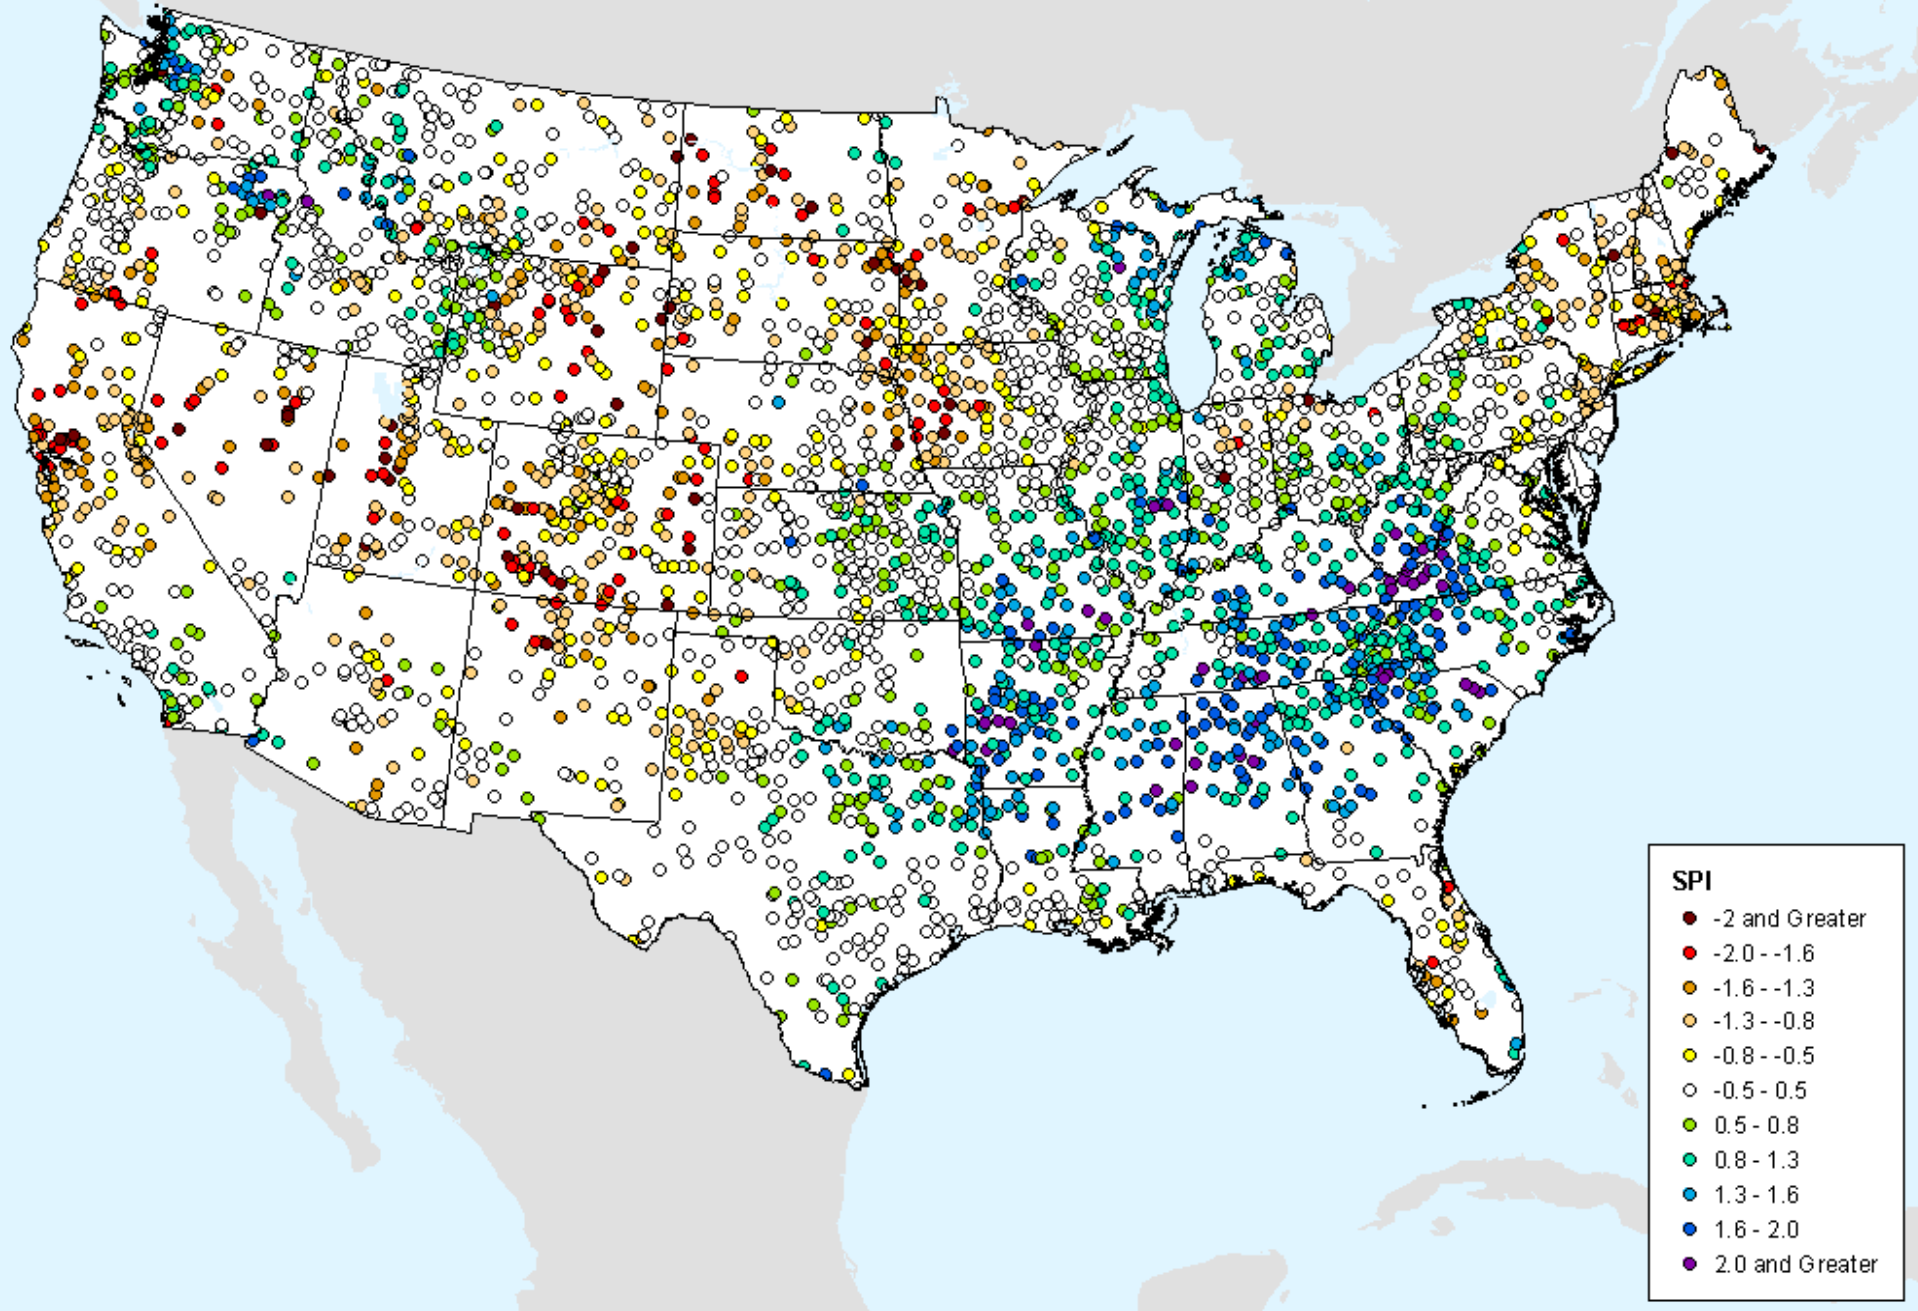 SPI
-2 and Greater
-2.0 - -1.6
-1.6 - -1.3
-1.3 - -0.8
-0.8 - -0.5
-0.5 - 0.5
0.5 - 0.8
0.8 - 1.3
1.3 - 1.6
1.6 - 2.0
2.0 and Greater